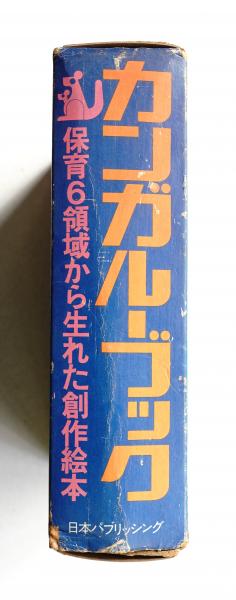 カンガルーブック
保育6領域から生れた創作絵本
日本パブリッシング